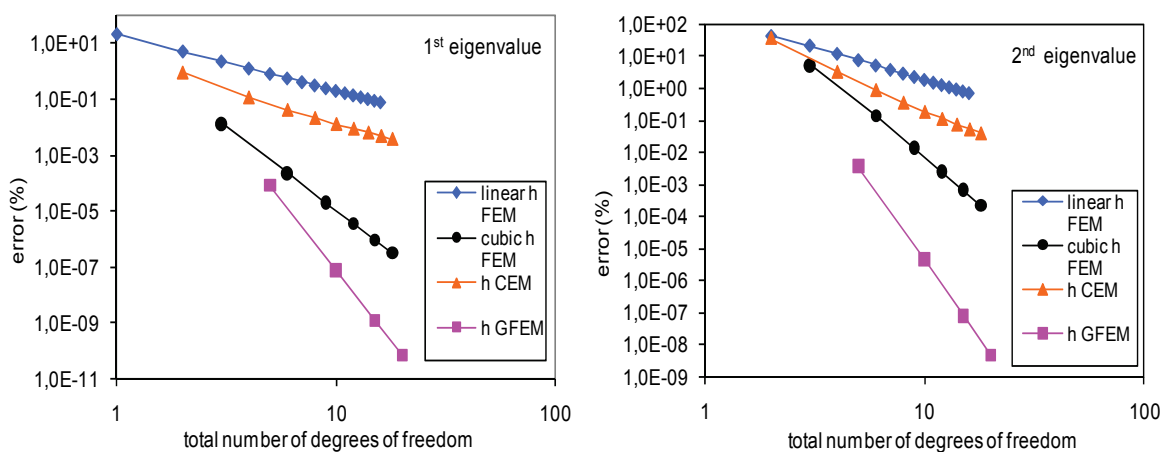 1st eigenvalue
1,0E+01
1,0E-01
1,0E-03
1,0E-05
1,0E-07
1,0E-09
1,0E-11
error (%)
linear h
FEM
cubic h
FEM
h CEM
h GFEM
1
10
100
total number of degrees of freedom
2nd eigenvalue
1,0E+02
1,0E+01
1,0E+00
1,0E-01
1,0E-02
1,0E-03
1,0E-04
1,0E-05
1,0E-06
1,0E-07
1,0E-08
1,0E-09
error (%)
linear h
FEM
cubic h
FEM
h CEM
h GFEM
1
10
100
total number of degrees of freedom